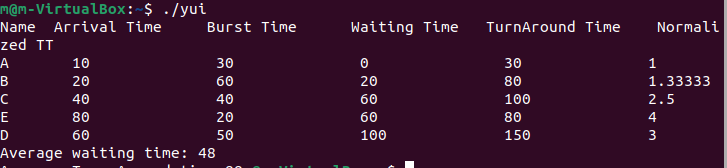 m@m-VirtualBox:~$ ./yui
Name  Arrival Time      Burst Time      Waiting Time    TurnAround Time     Normali
zed TT
A       10              30              0               30              1
B       20              60              20              80              1.33333
C       40              40              60              100             2.5
E       80              20              60              80              4
D       60              50              100             150             3
Average waiting time: 48